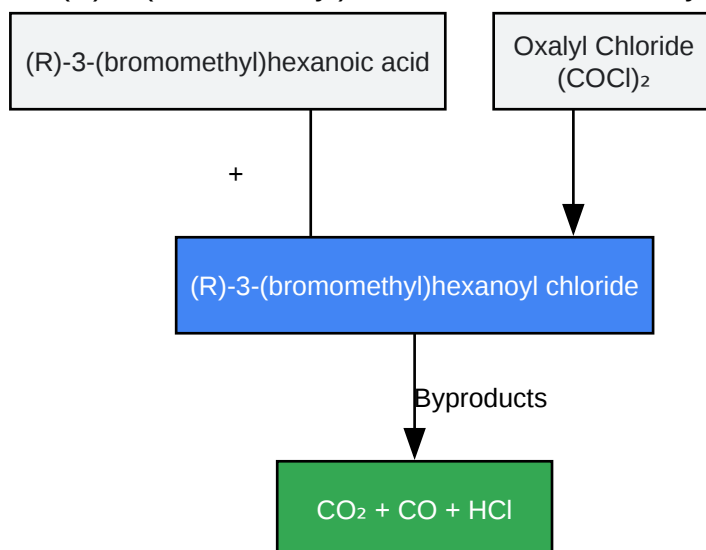 (R)-3-(bromomethyl)hexanoic acid
Oxalyl Chloride
(COCl)₂
+
(R)-3-(bromomethyl)hexanoyl chloride
Byproducts
CO₂ + CO + HCl